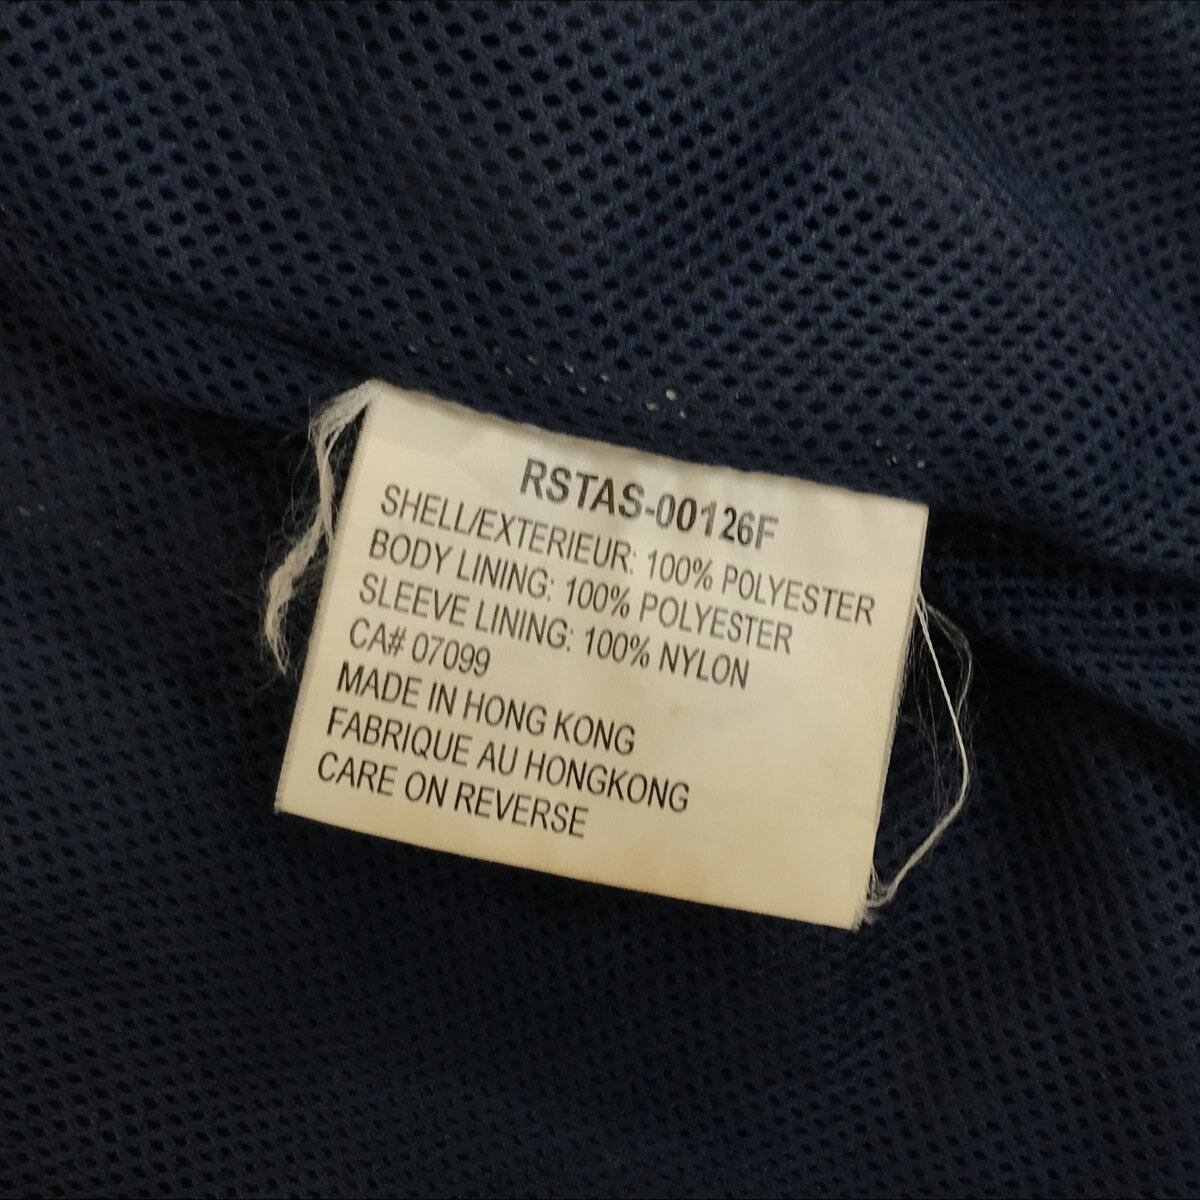 RSTAS-00126F
SHELL/EXTERIEUR: 100% POLYESTER
BODY LINING: 100% POLYESTER
SLEEVE LINING: 100% NYLON
CA# 07099
MADE IN HONG KONG
FABRIQUE AU HONGKONG
CARE ON REVERSE